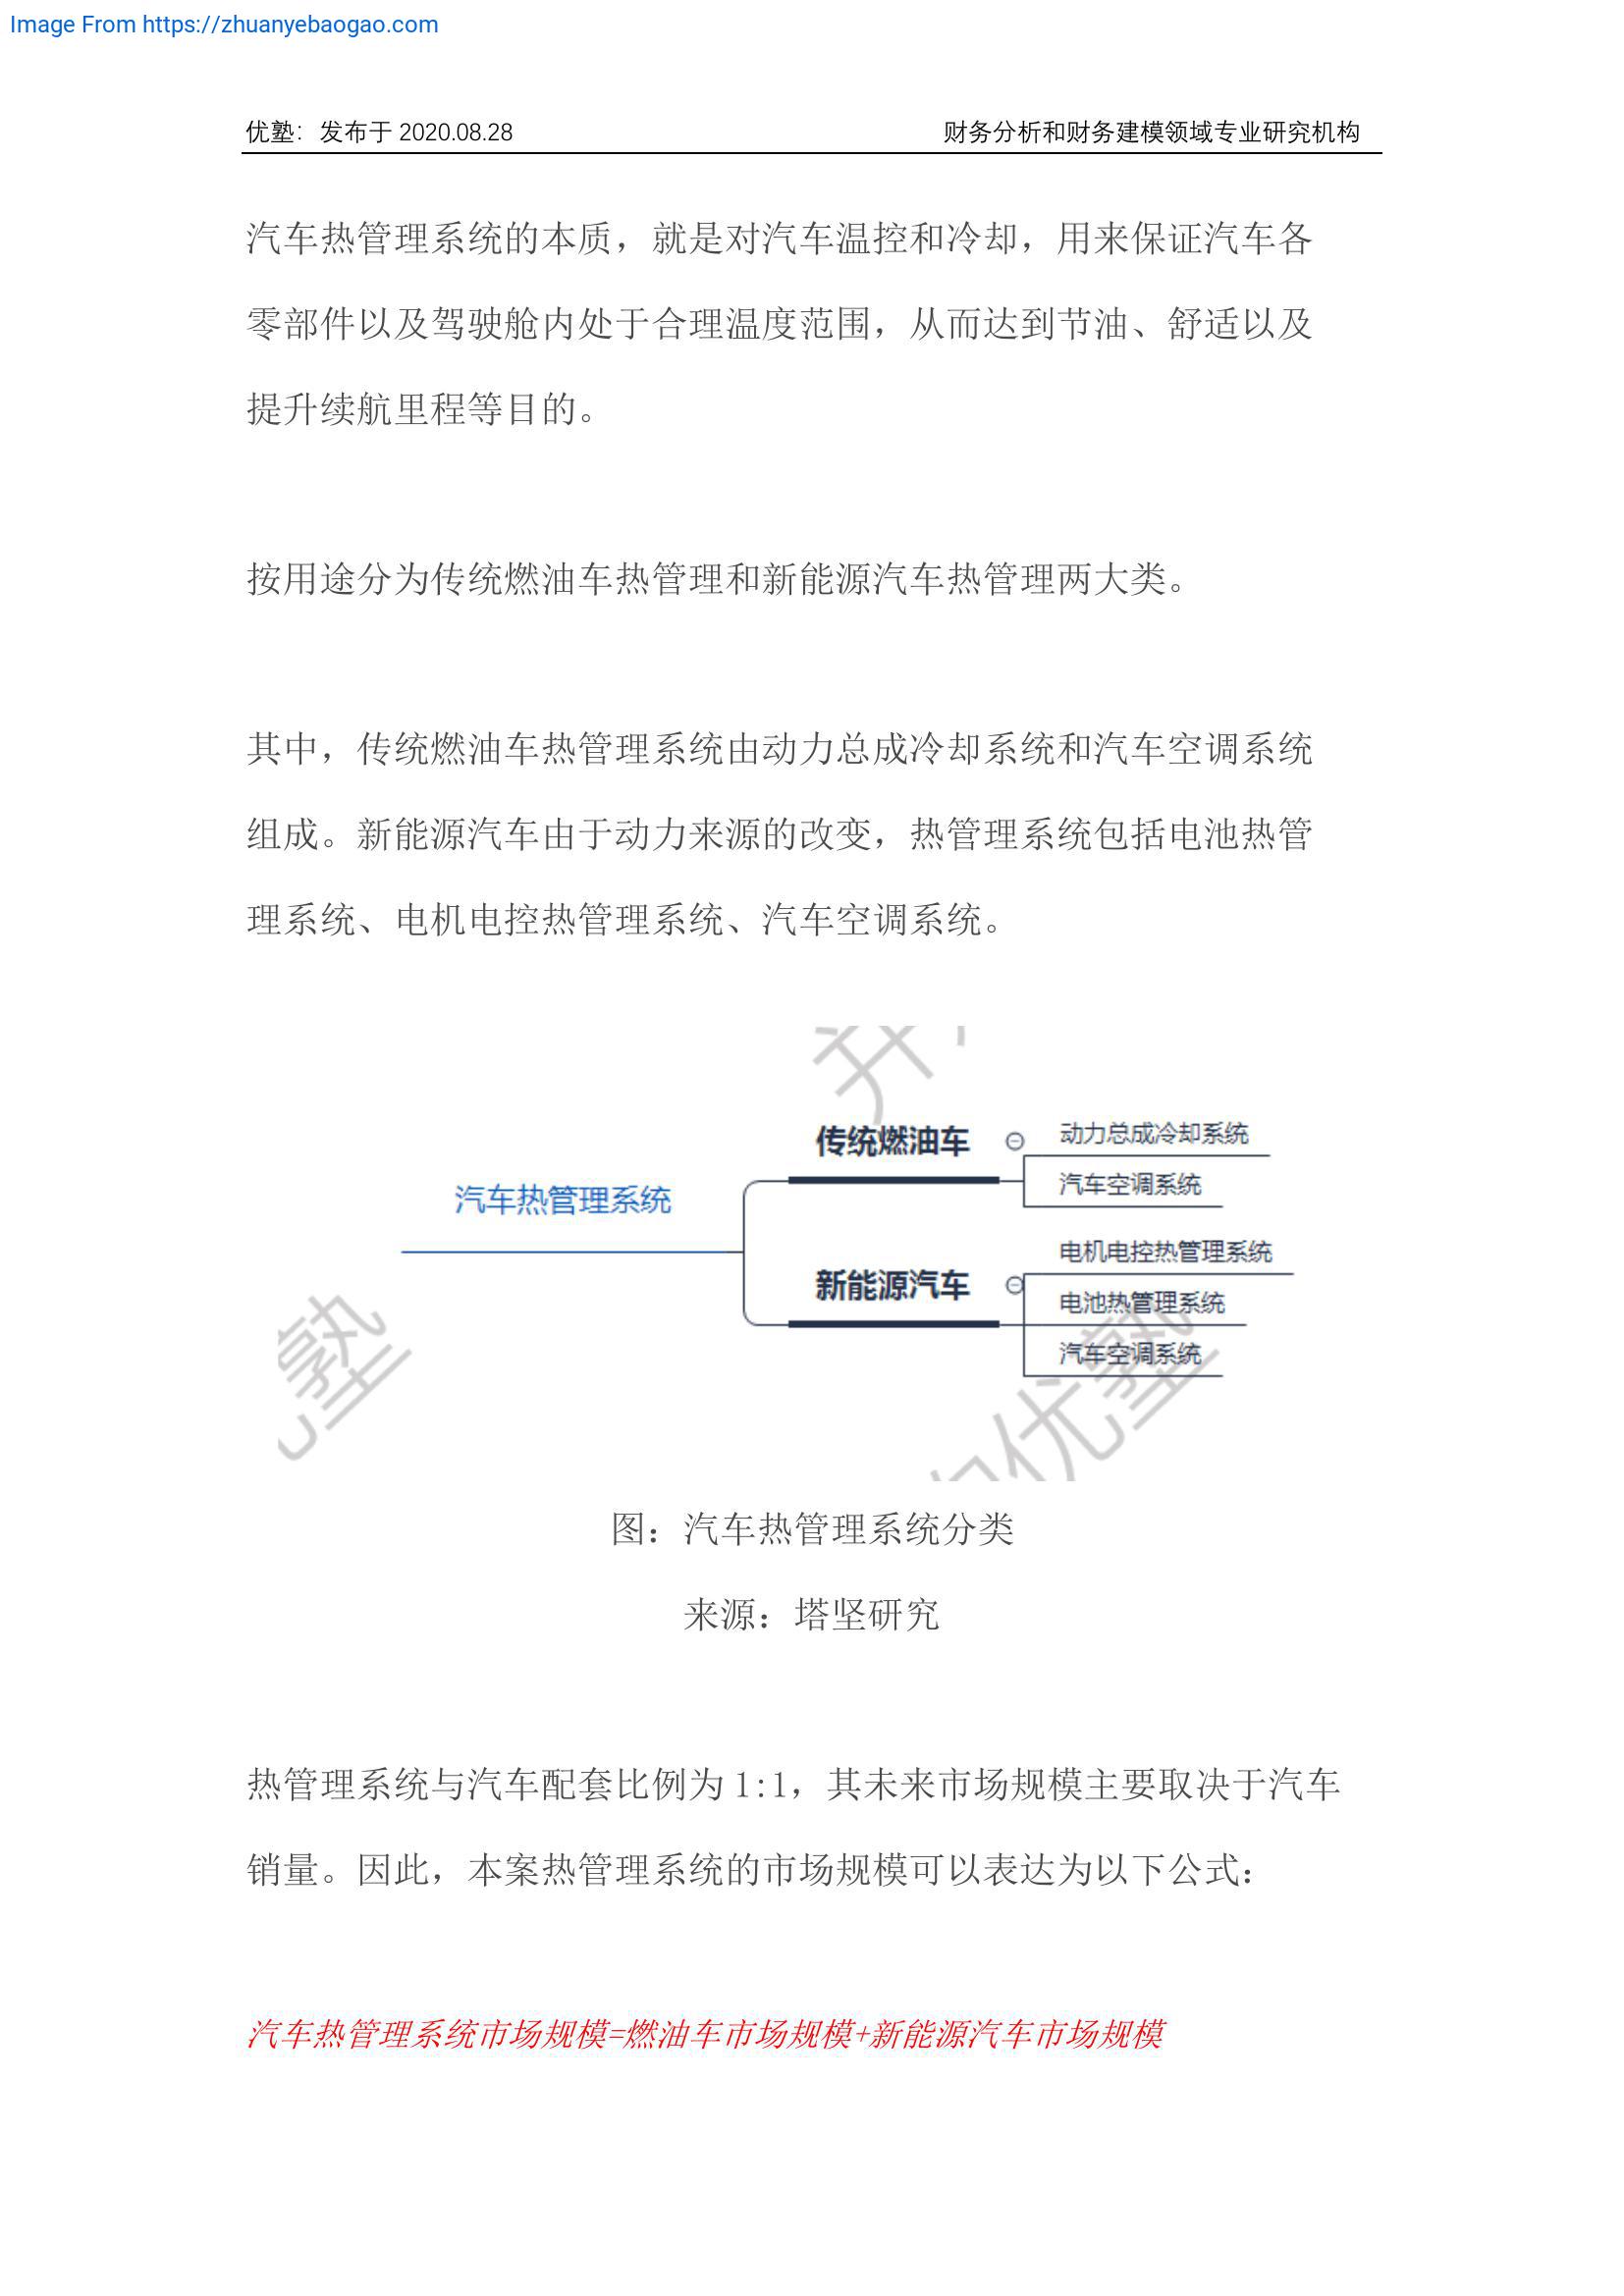 Image From https://zhuanyebaogao.com
优塾：发布于 2020.08.28 财务分析和财务建模领域专业研究机构
汽车热管理系统的本质，就是对汽车温控和冷却，用来保证汽车各
零部件以及驾驶舱内处于合理温度范围，从而达到节油、舒适以及
提升续航里程等目的。
按用途分为传统燃油车热管理和新能源汽车热管理两大类。
其中，传统燃油车热管理系统由动力总成冷却系统和汽车空调系统
组成。新能源汽车由于动力来源的改变，热管理系统包括电池热管
理系统、电机电控热管理系统、汽车空调系统。
汽车热管理系统
传统燃油车
动力总成冷却系统
汽车空调系统
新能源汽车
电机电控热管理系统
电池热管理系统
汽车空调系统
塾
优塾
图：汽车热管理系统分类
来源：塔坚研究
热管理系统与汽车配套比例为 1:1，其未来市场规模主要取决于汽车
销量。因此，本案热管理系统的市场规模可以表达为以下公式：
汽车热管理系统市场规模=燃油车市场规模+新能源汽车市场规模